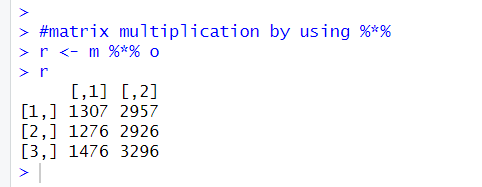 >
> #matrix multiplication by using %*%
> r <- m %*% o
> r
     [,1] [,2]
[1,] 1307 2957
[2,] 1276 2926
[3,] 1476 3296
>